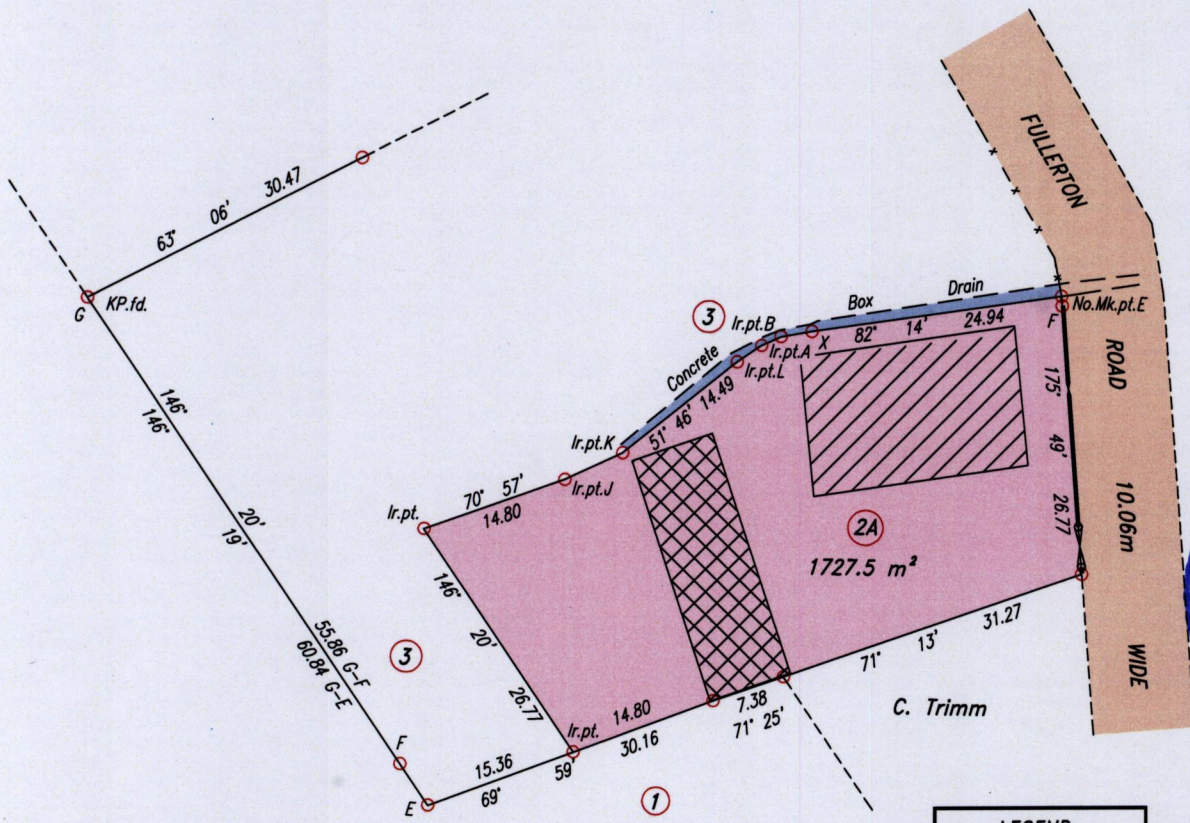 FULLERTON
30.47
06'
63°
G
KP.fd.
3
Box
Drain
No.Mk.pt.E
Ir.pt.B
X
82°
14'
24.94
F
Ir.pt.A
Concrete
Ir.pt.L
ROAD
175°
14.49
46'
51°
146°
146°
Ir.pt.K
49'
70°
57'
Ir.pt.J
10.06m
Ir.pt.
14.80
26.77
20'
19'
2A
1727.5 m²
146°
20'
55.86 G-F
60.84 G-E
3
31.27
13'
71°
WIDE
26.77
C. Trimm
14.80
7.38
71° 25'
Ir.pt.
30.16
F
15.36
59'
69°
E
1
LEGEND